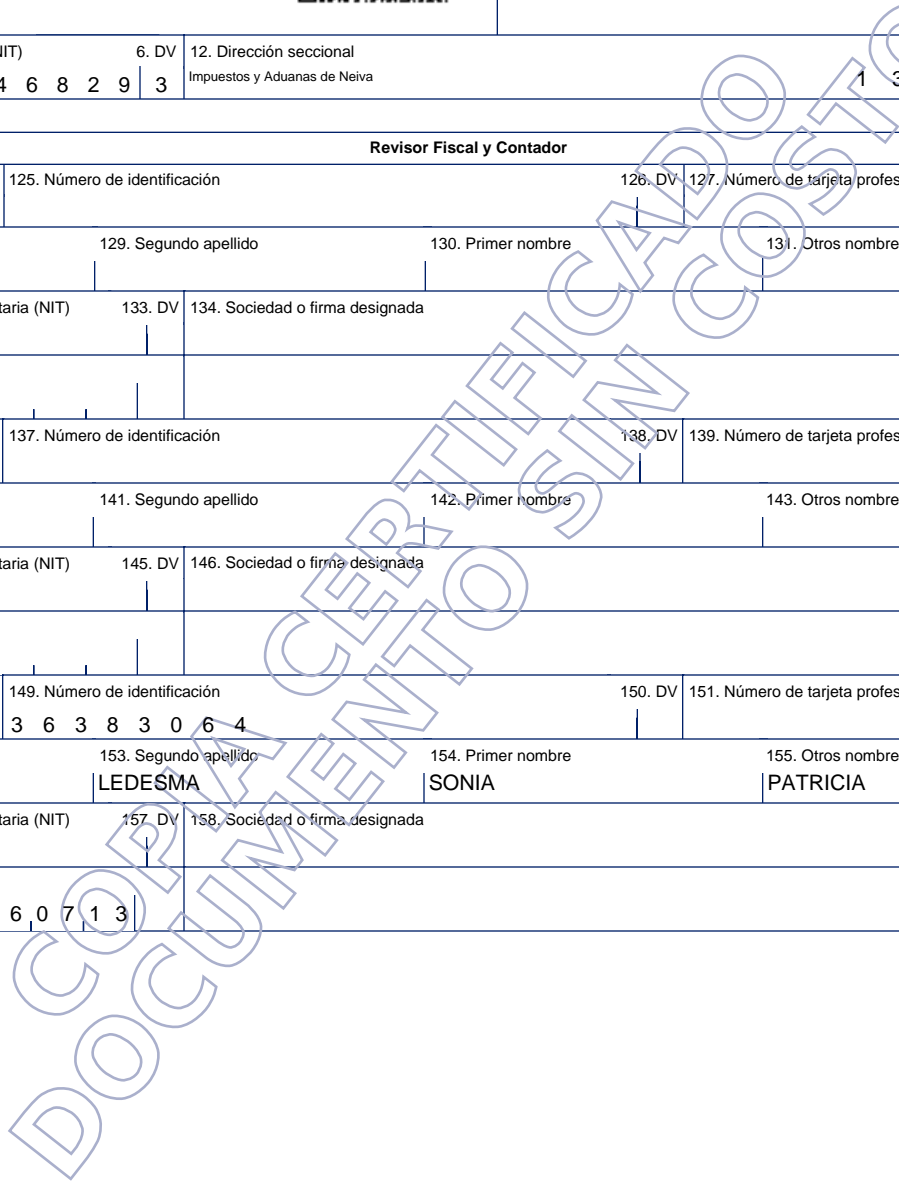 NIT) 6. DV 12. Dirección seccional
4 6 8 2 9 3 Impuestos y Aduanas de Neiva 1 3
Revisor Fiscal y Contador
125. Número de identificación 126. DV 127. Número de tarjeta profes
129. Segundo apellido 130. Primer nombre 131. Otros nombre
taria (NIT) 133. DV 134. Sociedad o firma designada
137. Número de identificación 138. DV 139. Número de tarjeta profes
141. Segundo apellido 142. Primer nombre 143. Otros nombre
taria (NIT) 145. DV 146. Sociedad o firma designada
149. Número de identificación 150. DV 151. Número de tarjeta profes
3 6 3 8 3 0 6 4
153. Segundo apellido 154. Primer nombre 155. Otros nombre
LEDESMA SONIA PATRICIA
taria (NIT) 157. DV 158. Sociedad o firma designada
6 0 7 1 3
COPIA CERTIFICADO
DOCUMENTO SIN COSTO